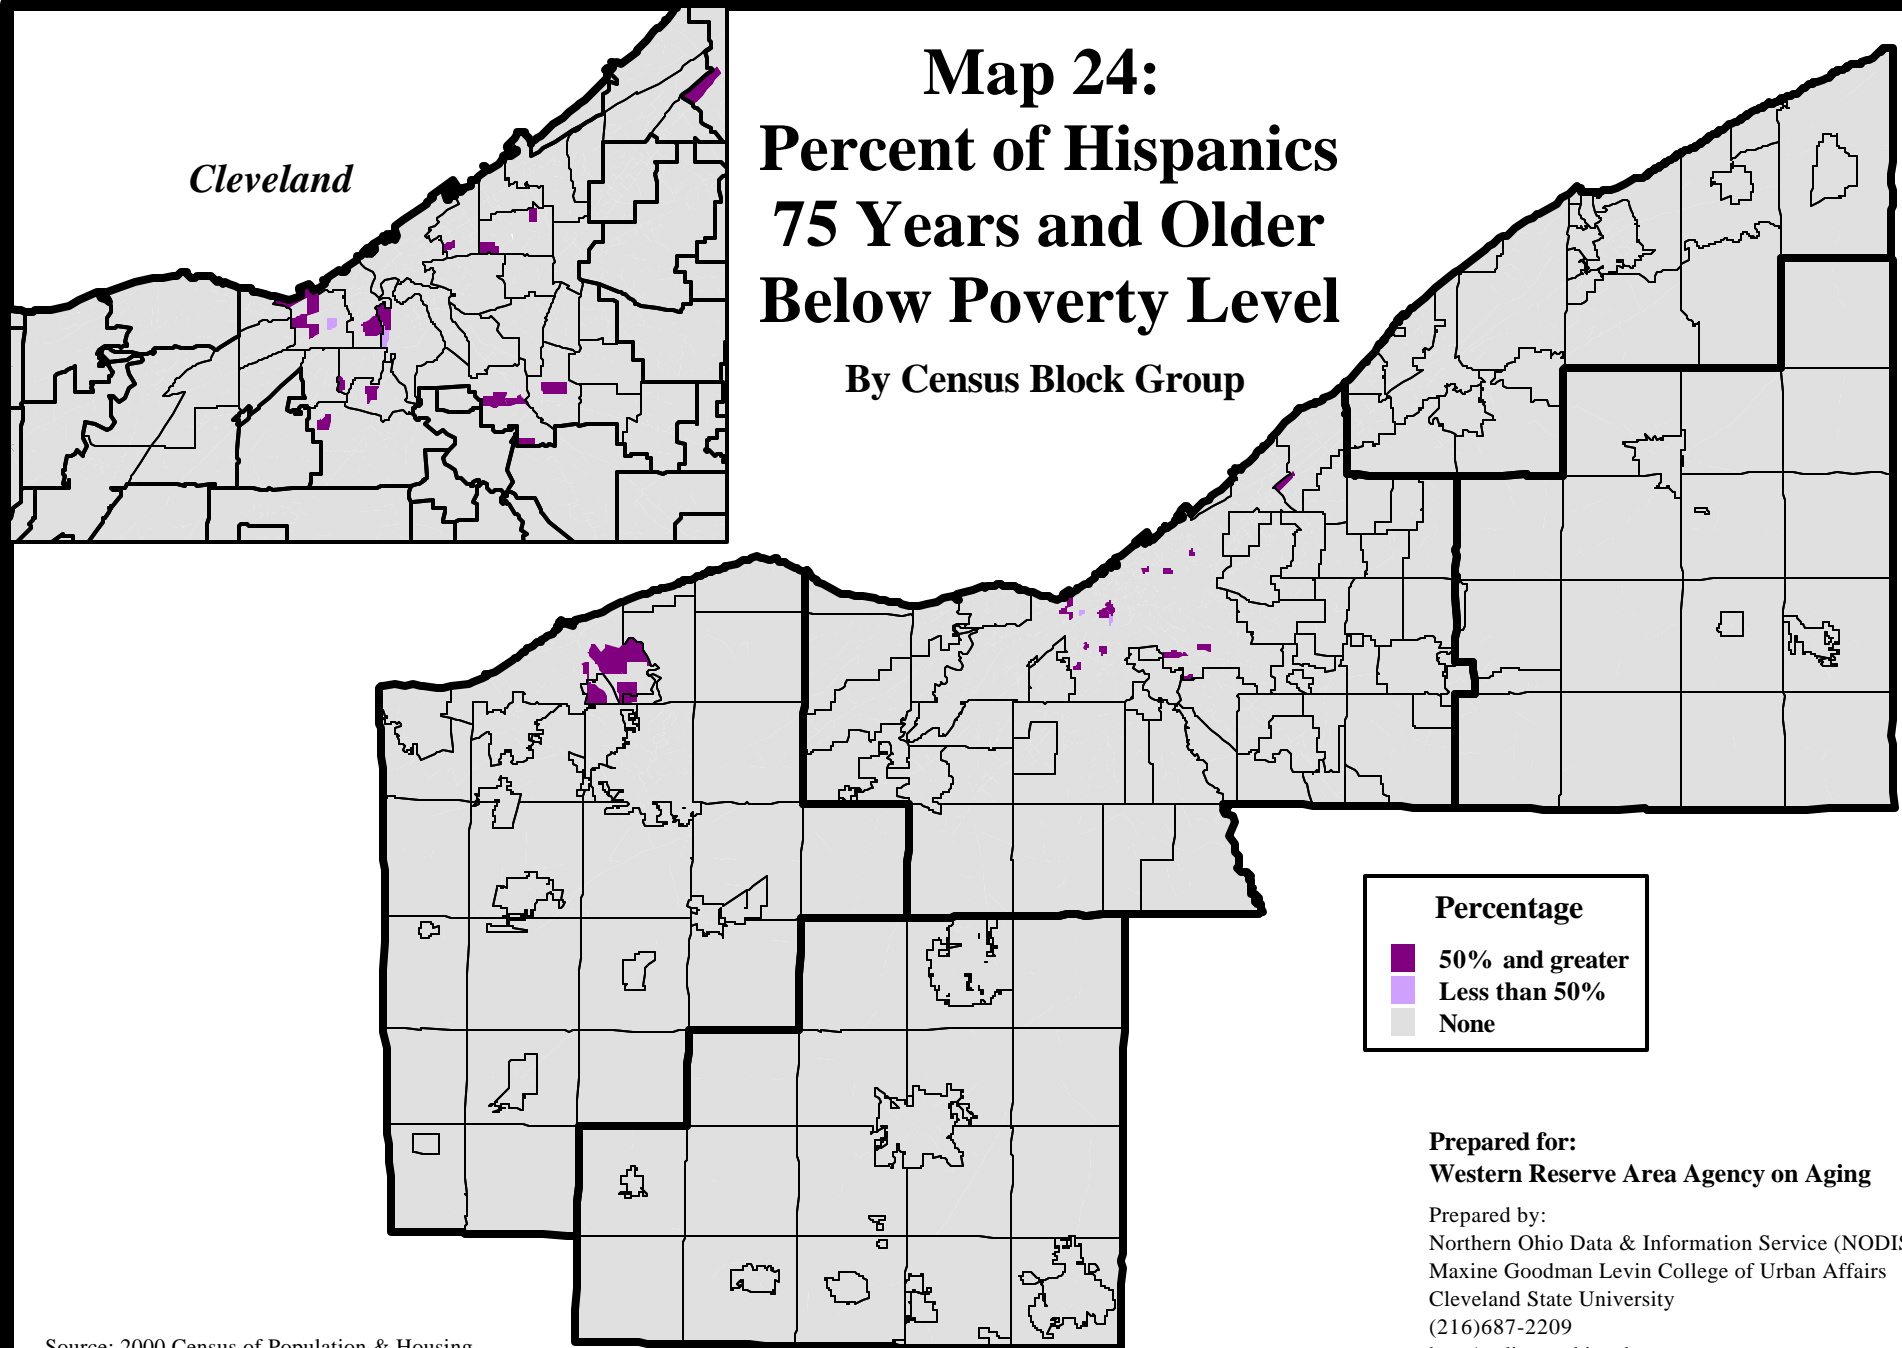 Map 24:
Percent of Hispanics
75 Years and Older
Below Poverty Level
By Census Block Group
Cleveland
Percentage
50% and greater
Less than 50%
None
Prepared for:
Western Reserve Area Agency on Aging
Prepared by:
Northern Ohio Data & Information Service (NODIS
Maxine Goodman Levin College of Urban Affairs
Cleveland State University
(216)687-2209
Source: 2000 Census of Population & Housing